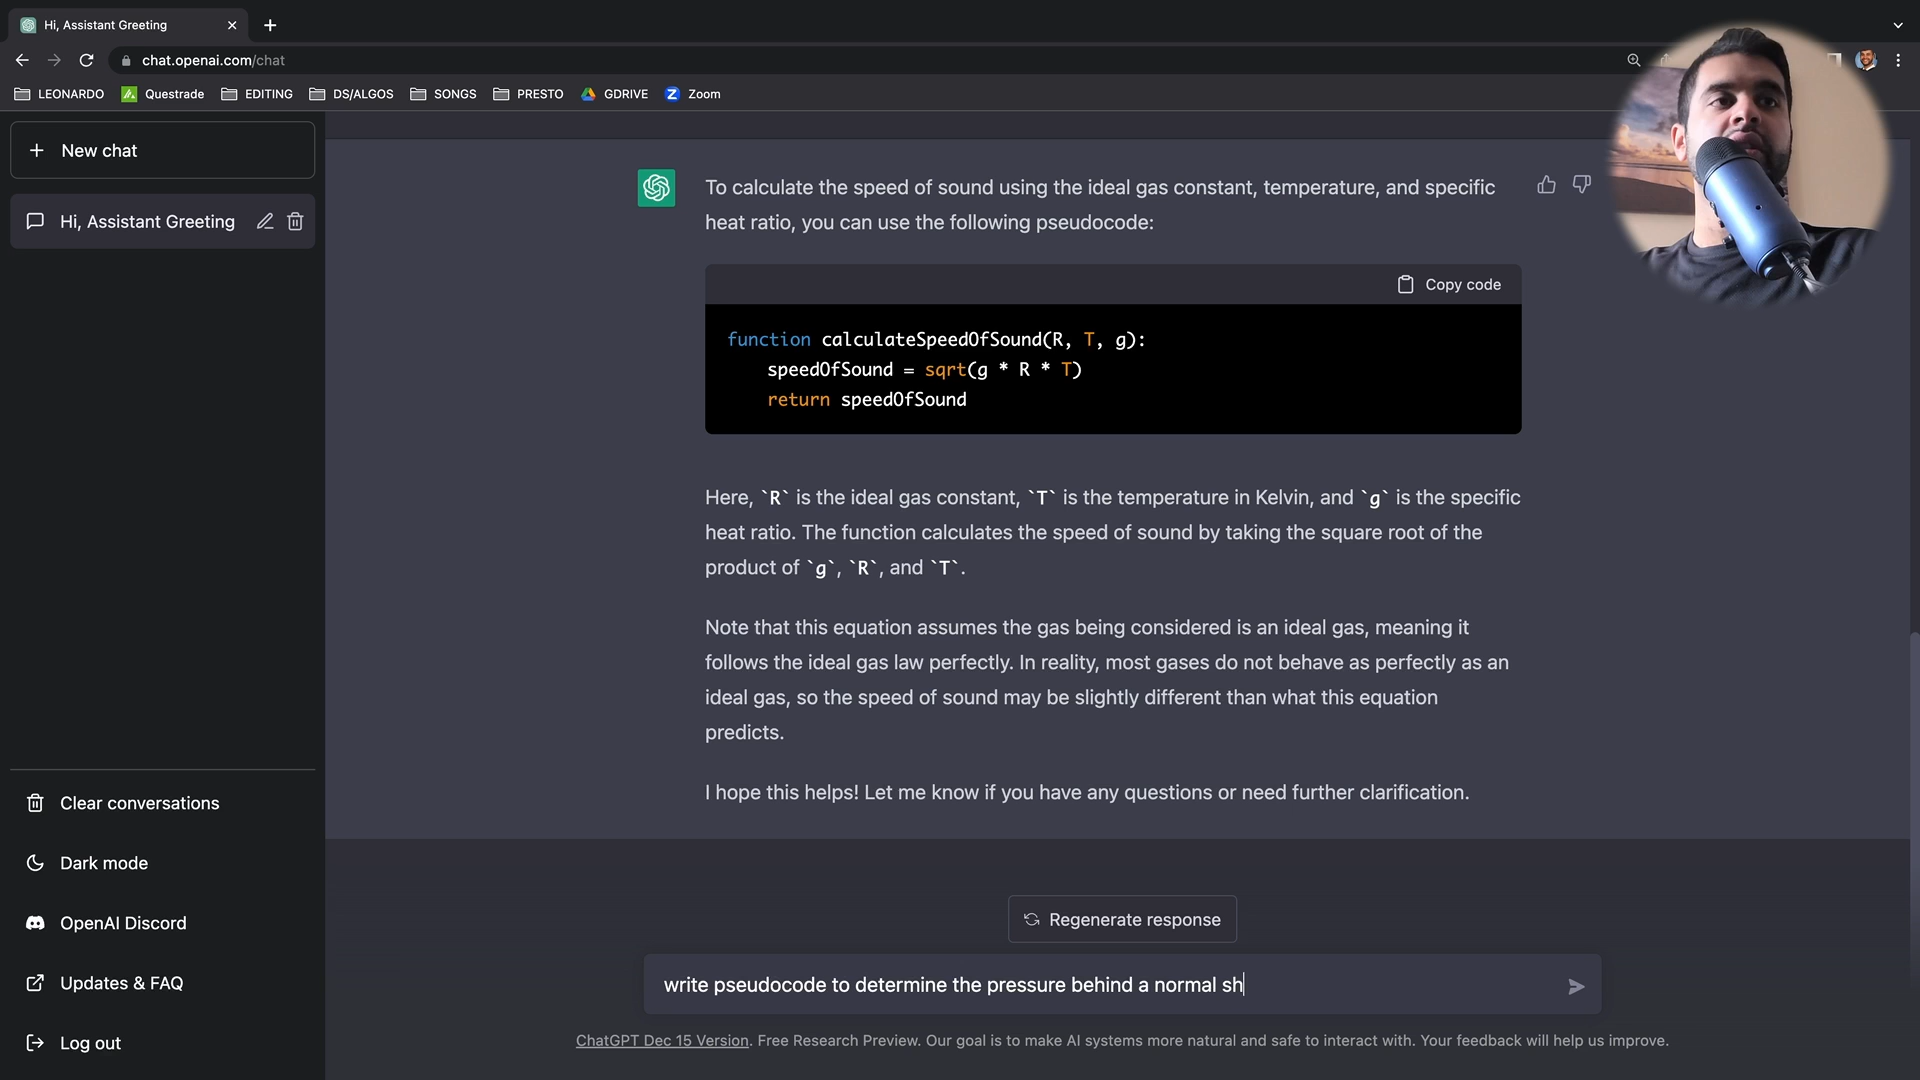 Hi, Assistant Greeting
chat.openai.com/chat
LEONARDO
Questrade
EDITING
DS/ALGOS
SONGS
PRESTO
GDRIVE
Z Zoom
New chat
Hi, Assistant Greeting
Clear conversations
Dark mode
OpenAI Discord
Updates & FAQ
Log out
To calculate the speed of sound using the ideal gas constant, temperature, and specific
heat ratio, you can use the following pseudocode:
Copy code
function calculateSpeedOfSound(R, T, g):
speedOfSound = sqrt(g * R * T)
return speedOfSound
Here, `R` is the ideal gas constant, `T` is the temperature in Kelvin, and `g` is the specific
heat ratio. The function calculates the speed of sound by taking the square root of the
product of `g`, `R`, and `T`.
Note that this equation assumes the gas being considered is an ideal gas, meaning it
follows the ideal gas law perfectly. In reality, most gases do not behave as perfectly as an
ideal gas, so the speed of sound may be slightly different than what this equation
predicts.
I hope this helps! Let me know if you have any questions or need further clarification.
Regenerate response
write pseudocode to determine the pressure behind a normal sh
ChatGPT Dec 15 Version. Free Research Preview. Our goal is to make AI systems more natural and safe to interact with. Your feedback will help us improve.